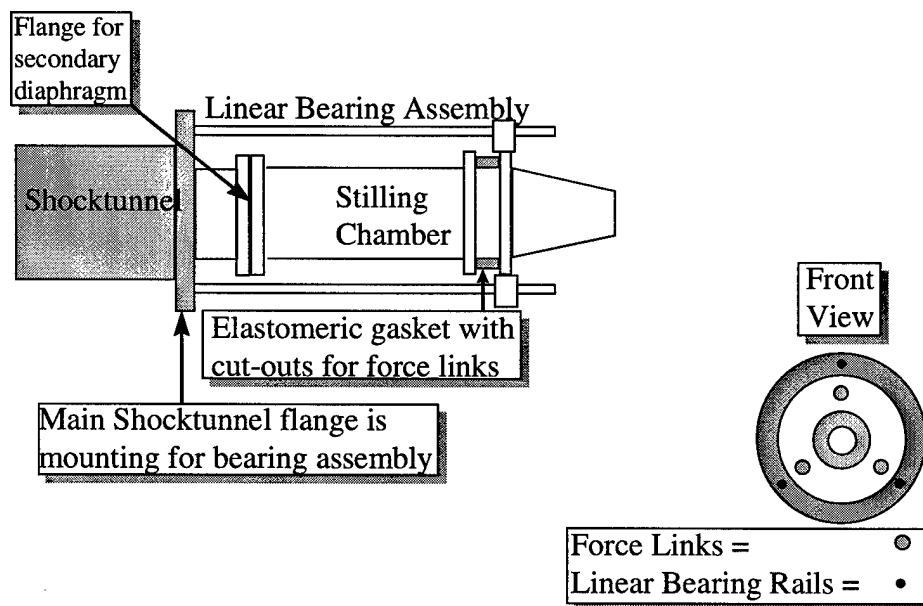 Flange for
secondary
diaphragm
Linear Bearing Assembly
Shocktunnel
Stilling
Chamber
Elastomeric gasket with
cut-outs for force links
Main Shocktunnel flange is
mounting for bearing assembly
Front
View
Force Links =
Linear Bearing Rails =